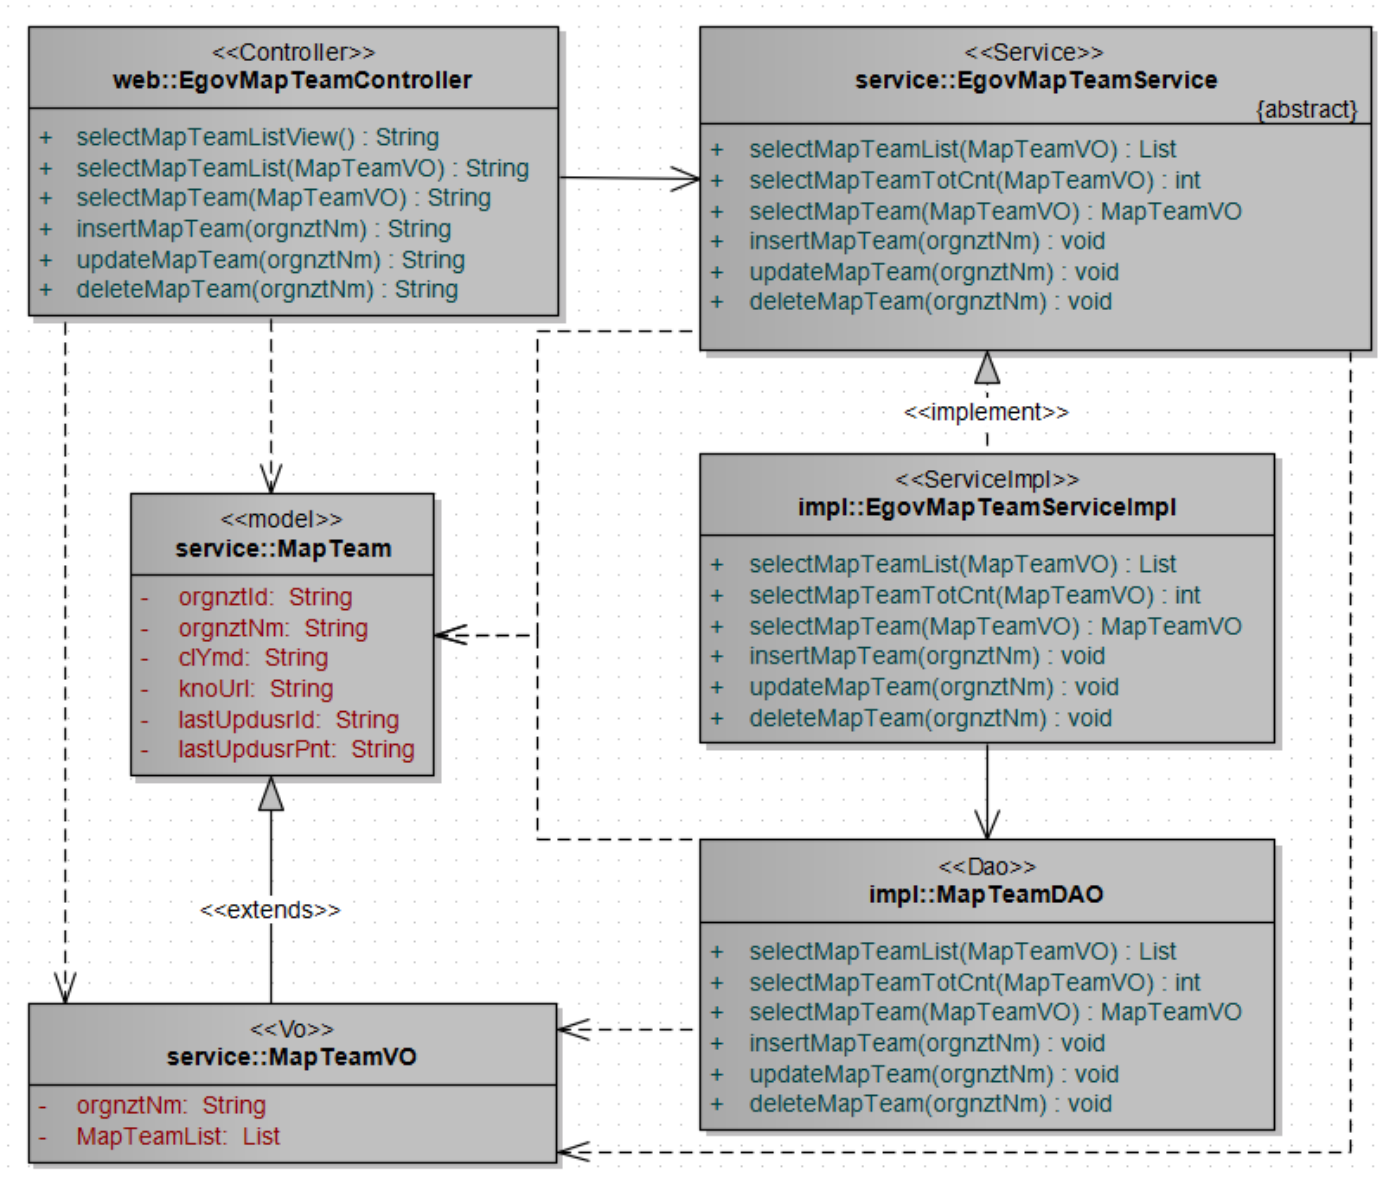 <<Controller>>
web::EgovMapTeamController
+ selectMapTeamListView() : String
+ selectMapTeamList(MapTeamVO) : String
+ selectMapTeam(MapTeamVO) : String
+ insertMapTeam(orgnztNm) : String
+ updateMapTeam(orgnztNm) : String
+ deleteMapTeam(orgnztNm) : String
<<Service>>
service::EgovMapTeamService
{abstract}
+ selectMapTeamList(MapTeamVO) : List
+ selectMapTeamTotCnt(MapTeamVO) : int
+ selectMapTeam(MapTeamVO) : MapTeamVO
+ insertMapTeam(orgnztNm) : void
+ updateMapTeam(orgnztNm) : void
+ deleteMapTeam(orgnztNm) : void
<<implement>>
<<ServiceImpl>>
impl::EgovMapTeamServiceImpl
+ selectMapTeamList(MapTeamVO) : List
+ selectMapTeamTotCnt(MapTeamVO) : int
+ selectMapTeam(MapTeamVO) : MapTeamVO
+ insertMapTeam(orgnztNm) : void
+ updateMapTeam(orgnztNm) : void
+ deleteMapTeam(orgnztNm) : void
<<model>>
service::MapTeam
- orgnztId: String
- orgnztNm: String
- clYmd: String
- knoUrl: String
- lastUpdusrId: String
- lastUpdusrPnt: String
<<extends>>
<<Dao>>
impl::MapTeamDAO
+ selectMapTeamList(MapTeamVO) : List
+ selectMapTeamTotCnt(MapTeamVO) : int
+ selectMapTeam(MapTeamVO) : MapTeamVO
+ insertMapTeam(orgnztNm) : void
+ updateMapTeam(orgnztNm) : void
+ deleteMapTeam(orgnztNm) : void
<<Vo>>
service::MapTeamVO
- orgnztNm: String
- MapTeamList: List